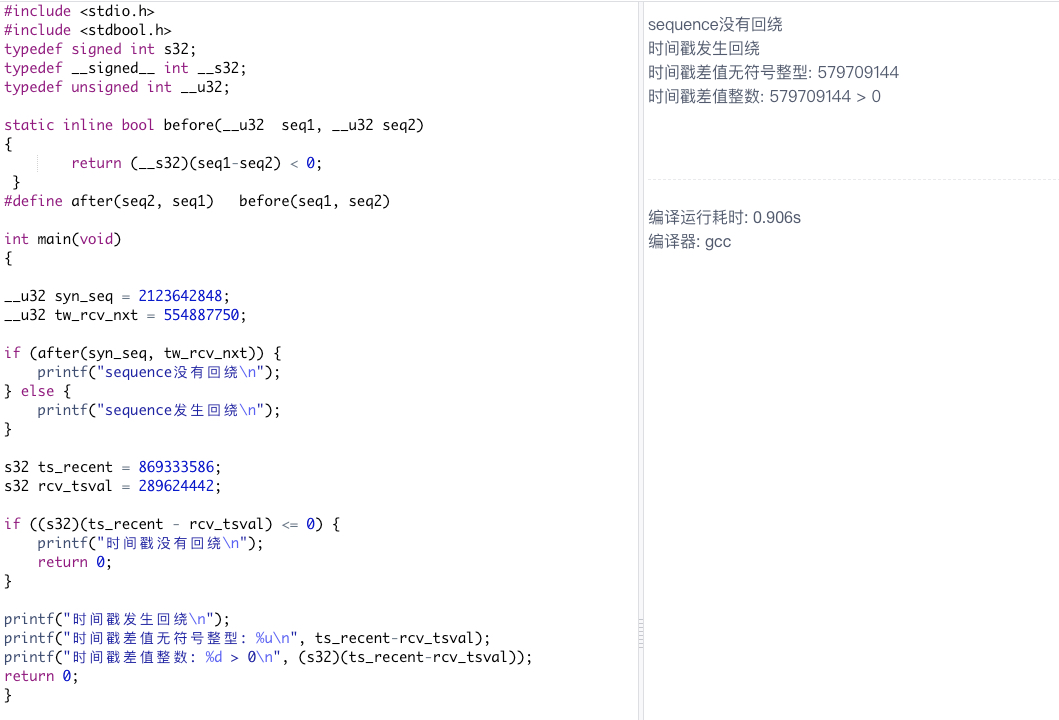 #include <stdio.h>
#include <stdbool.h>
typedef signed int s32;
typedef __signed__ int __s32;
typedef unsigned int __u32;
static inline bool before(__u32  seq1, __u32 seq2)
{
        return (__s32)(seq1-seq2) < 0;
 }
#define after(seq2, seq1)   before(seq1, seq2)
int main(void)
{
__u32 syn_seq = 2123642848;
__u32 tw_rcv_nxt = 554887750;
if (after(syn_seq, tw_rcv_nxt)) {
    printf("sequence没有回绕\n");
} else {
    printf("sequence发生回绕\n");
}
s32 ts_recent = 869333586;
s32 rcv_tsval = 289624442;
if ((s32)(ts_recent - rcv_tsval) <= 0) {
    printf("时间戳没有回绕\n");
    return 0;
}
printf("时间戳发生回绕\n");
printf("时间戳差值无符号整型: %u\n", ts_recent-rcv_tsval);
printf("时间戳差值整数: %d > 0\n", (s32)(ts_recent-rcv_tsval));
return 0;
}
sequence没有回绕
时间戳发生回绕
时间戳差值无符号整型: 579709144
时间戳差值整数: 579709144 > 0
编译运行耗时: 0.906s
编译器: gcc